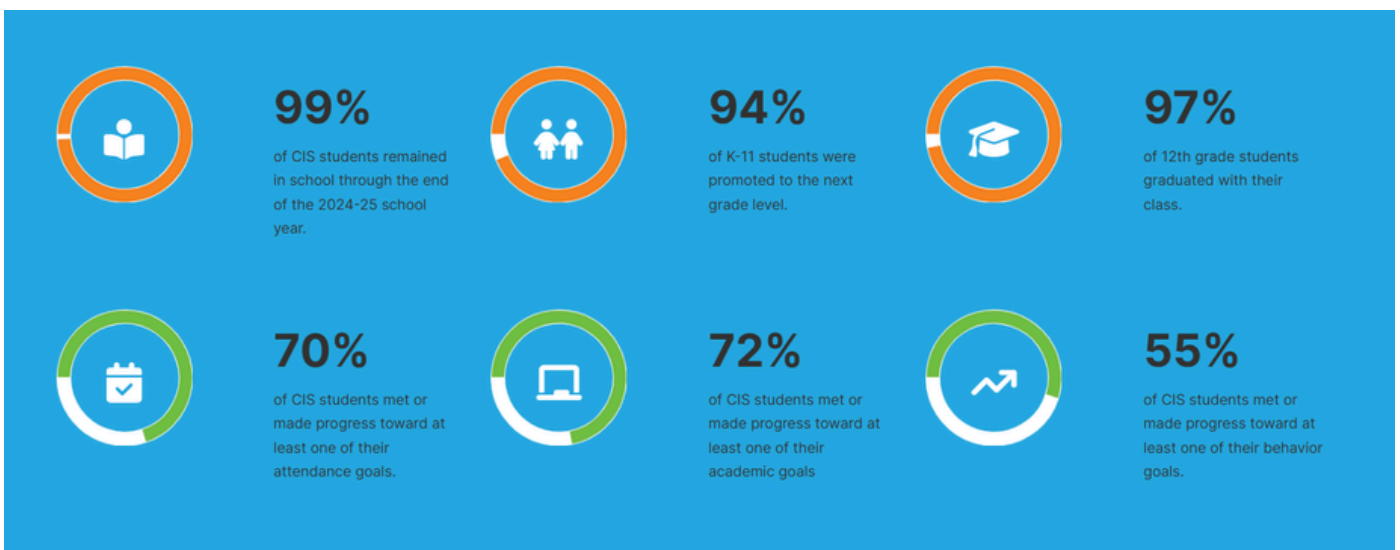 99%
of CIS students remained
in school through the end
of the 2024-25 school
year.
94%
of K-11 students were
promoted to the next
grade level.
97%
of 12th grade students
graduated with their
class.
70%
of CIS students met or
made progress toward at
least one of their
attendance goals.
72%
of CIS students met or
made progress toward at
least one of their
academic goals
55%
of CIS students met or
made progress toward at
least one of their behavior
goals.